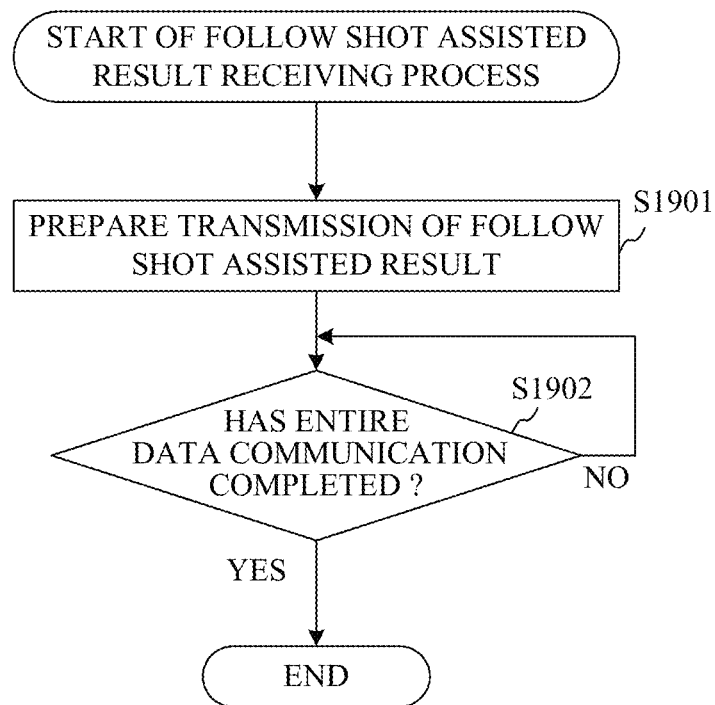 START OF FOLLOW SHOT ASSISTED
RESULT RECEIVING PROCESS
S1901
PREPARE TRANSMISSION OF FOLLOW
SHOT ASSISTED RESULT
S1902
HAS ENTIRE
DATA COMMUNICATION
COMPLETED ?
NO
YES
END